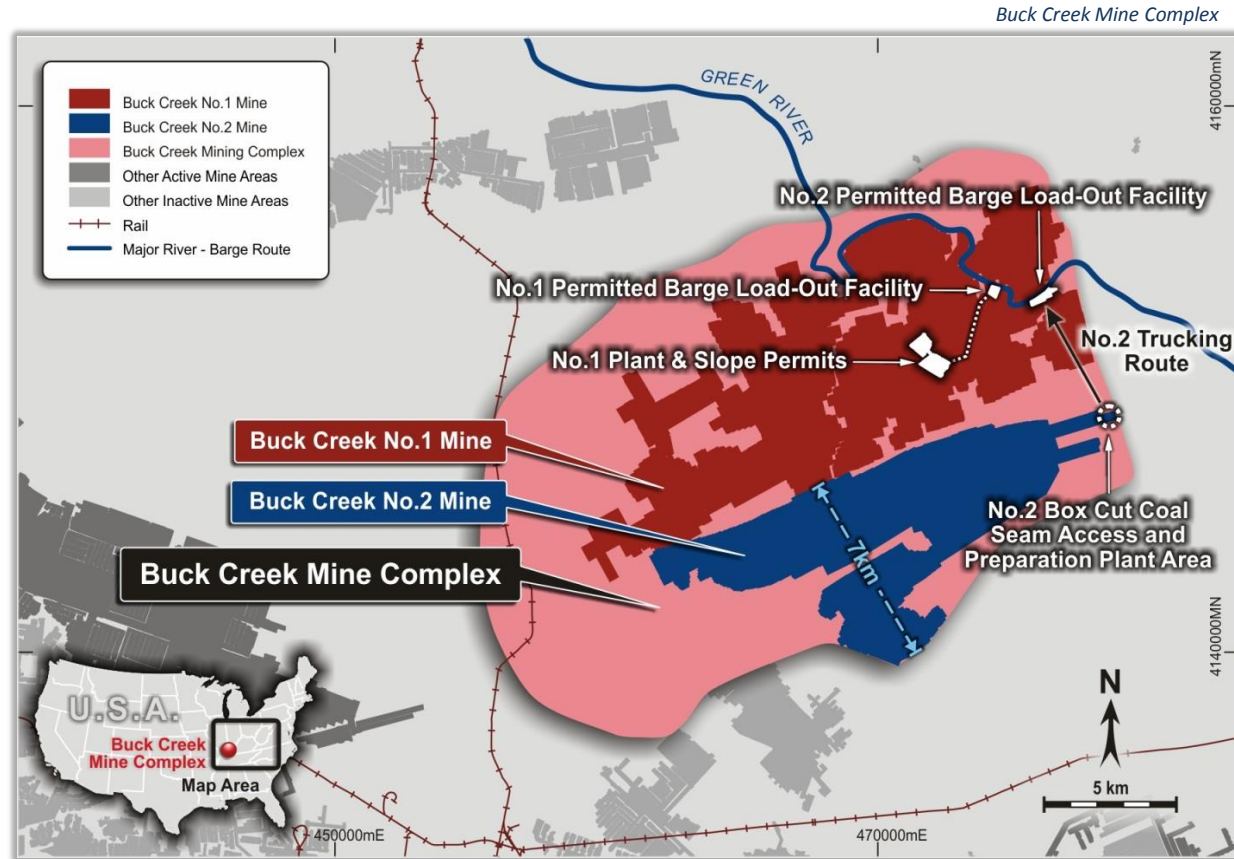 Buck Creek Mine Complex
Buck Creek No.1 Mine
Buck Creek No.2 Mine
Buck Creek Mining Complex
Other Active Mine Areas
Other Inactive Mine Areas
Rail
Major River - Barge Route
GREEN RIVER
4160000mN
No.2 Permitted Barge Load-Out Facility
No.1 Permitted Barge Load-Out Facility
No.2 Trucking
Route
No.1 Plant & Slope Permits
Buck Creek No.1 Mine
Buck Creek No.2 Mine
Buck Creek Mine Complex
7km
No.2 Box Cut Coal
Seam Access and
Preparation Plant Area
4140000MN
U.S.A.
Buck Creek
Mine Complex
Map Area
N
5 km
450000mE
470000mE